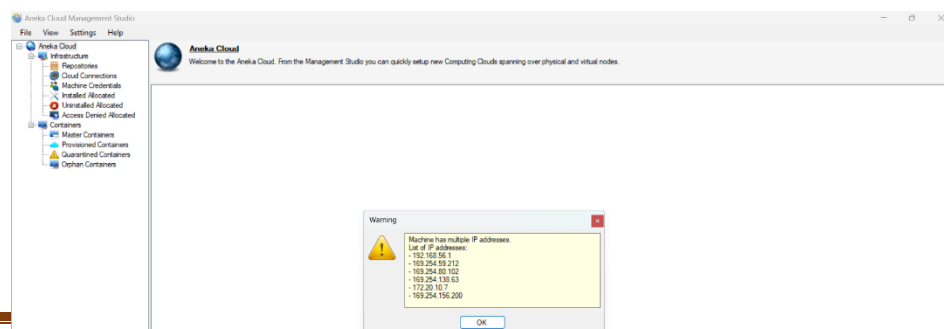 Aneka Cloud Management Studio
File View Settings Help
Aneka Cloud
Infrastructure
Repositories
Cloud Connections
Machine Credentials
Installed Allocated
Uninstalled Allocated
Access Denied Allocated
Containers
Master Containers
Provisioned Containers
Quarantined Containers
Orphan Containers
Aneka Cloud
Welcome to the Aneka Cloud. From the Management Studio you can quickly setup new Computing Clouds spanning over physical and virtual nodes.
Warning
Machine has multiple IP addresses.
List of IP addresses:
- 192.168.56.1
- 169.254.59.212
- 169.254.80.102
- 169.254.138.63
- 172.20.10.7
- 169.254.156.200
OK